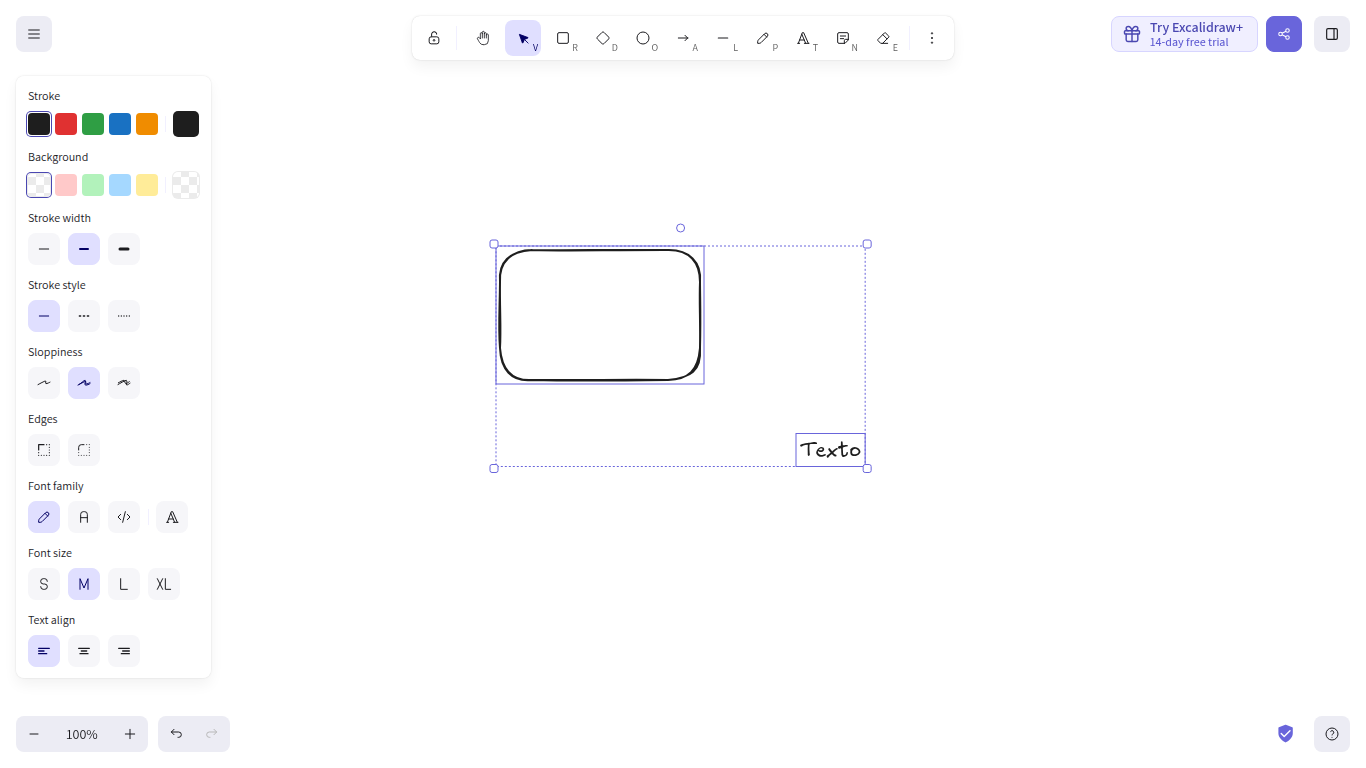 V
R
D
O
A
L
P
T
N
E
Try Excalidraw+
14-day free trial
Stroke
Background
Stroke width
Stroke style
Sloppiness
Edges
Font family
Font size
S M L XL
Text align
Texto
100%